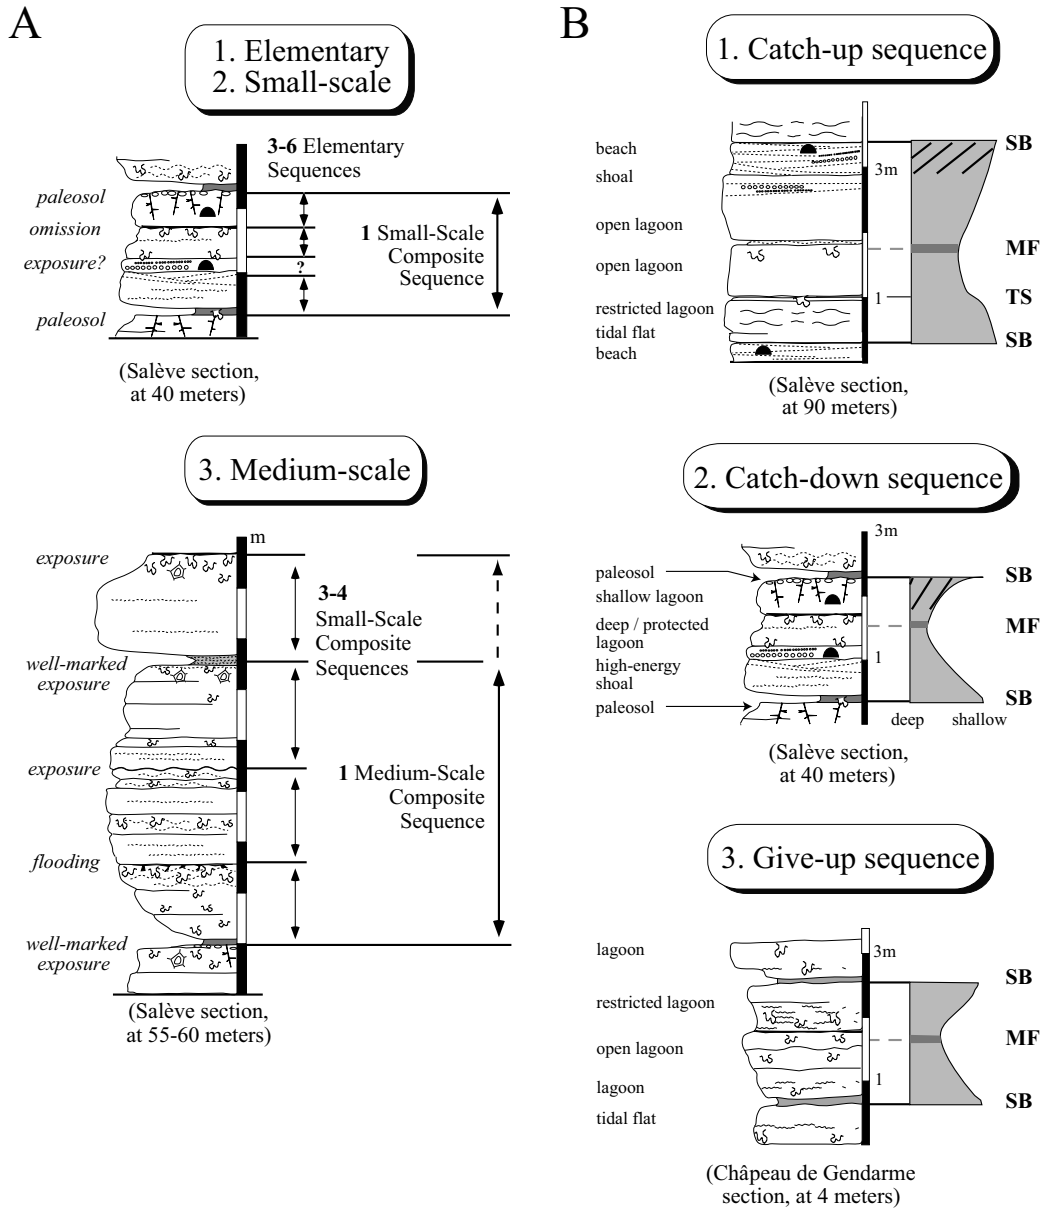 A
1. Elementary
2. Small-scale
3-6 Elementary
Sequences
paleosol
omission
exposure?
paleosol
?
1 Small-Scale
Composite
Sequence
(Salève section,
at 40 meters)
3. Medium-scale
m
exposure
well-marked
exposure
exposure
flooding
well-marked
exposure
3-4
Small-Scale
Composite
Sequences
1 Medium-Scale
Composite
Sequence
(Salève section,
at 55-60 meters)
B
1. Catch-up sequence
beach
shoal
open lagoon
open lagoon
restricted lagoon
tidal flat
beach
3m
1
SB
MF
TS
SB
(Salève section,
at 90 meters)
2. Catch-down sequence
3m
paleosol
shallow lagoon
deep / protected
lagoon
high-energy
shoal
paleosol
1
SB
MF
SB
deep shallow
(Salève section,
at 40 meters)
3. Give-up sequence
lagoon
restricted lagoon
open lagoon
lagoon
tidal flat
3m
1
SB
MF
SB
(Châpeau de Gendarme
section, at 4 meters)